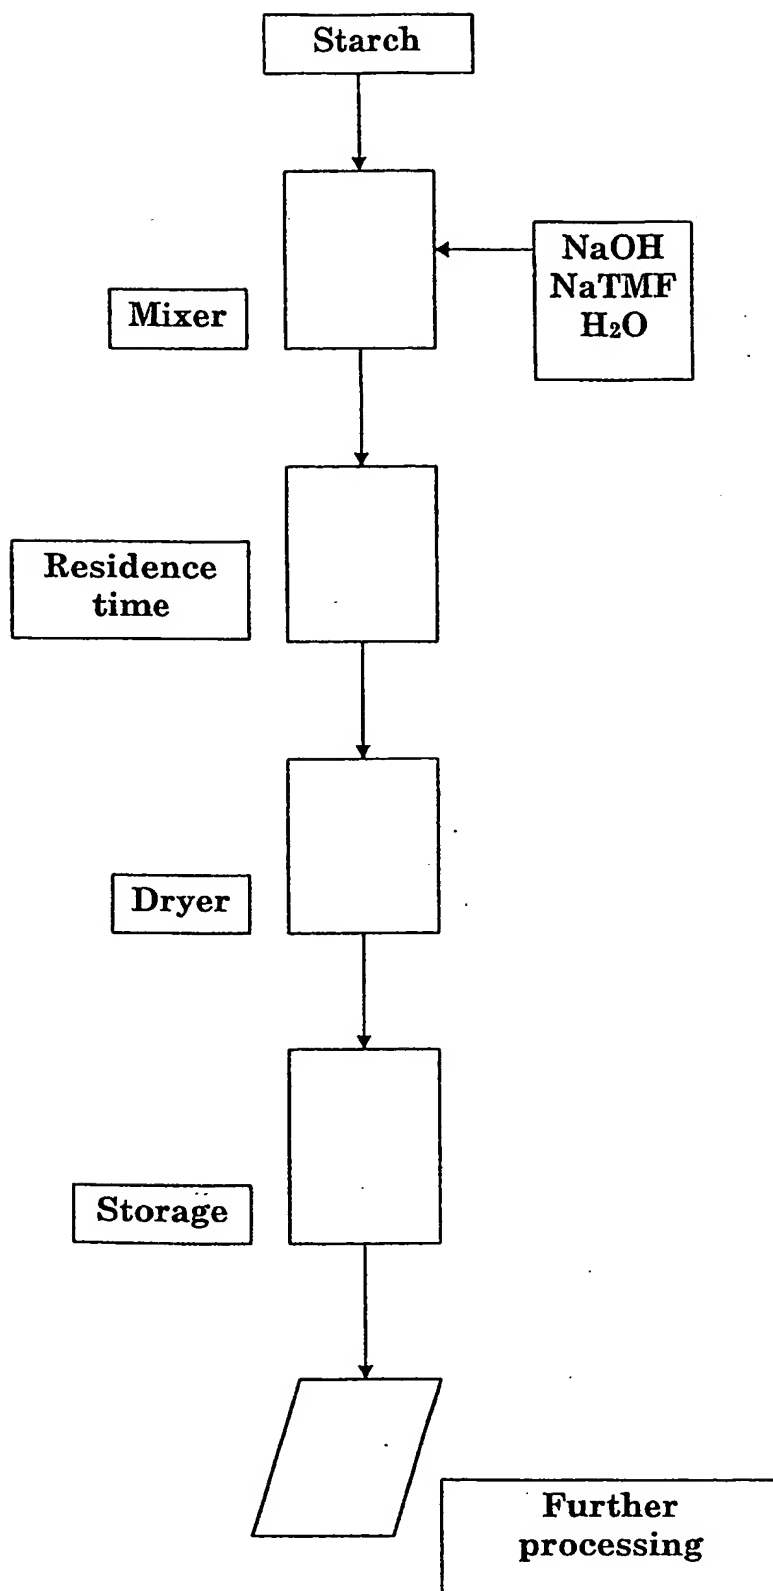 Starch
NaOH
NaTMF
H₂O
Mixer
Residence
time
Dryer
Storage
Further
processing